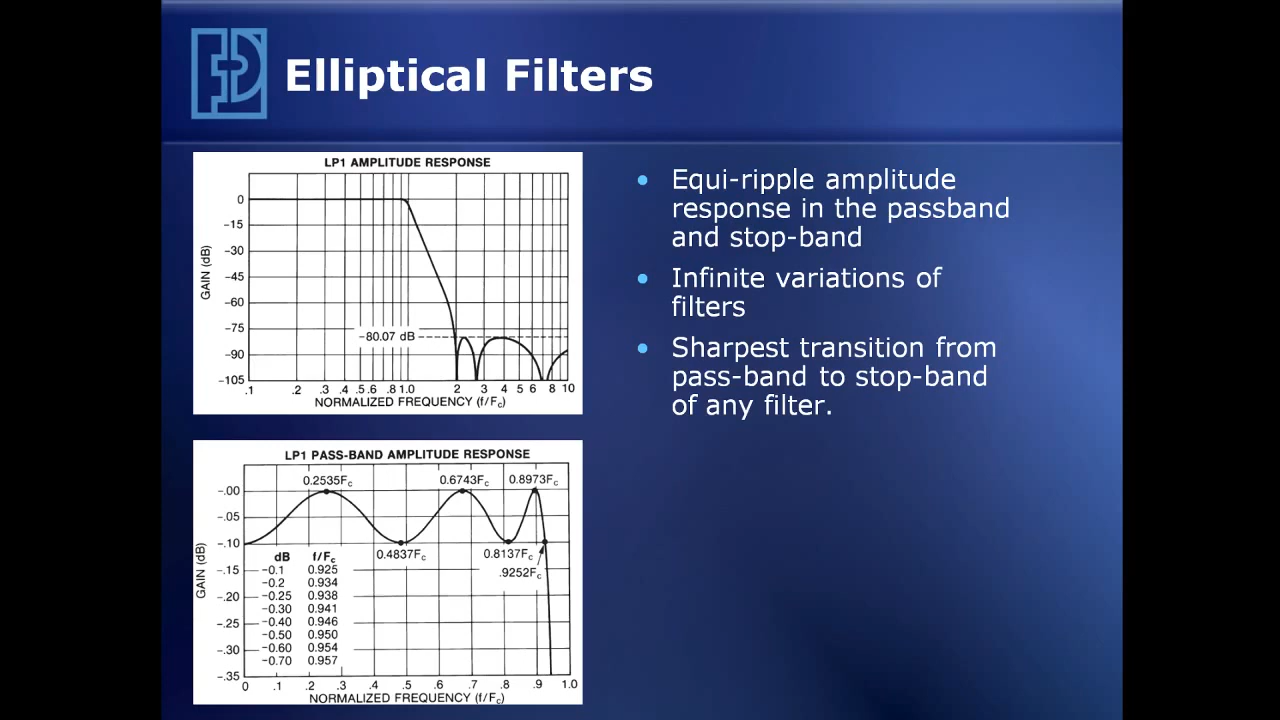 Elliptical Filters
LP1 AMPLITUDE RESPONSE
GAIN (dB)
0
-15
-30
-45
-60
-75
-90
-105
-80.07 dB
.1 .2 .3 .4 .5 .6 .8 1.0 2 3 4 5 6 8 10
NORMALIZED FREQUENCY (f/Fc)
• Equi-ripple amplitude
response in the passband
and stop-band
• Infinite variations of
filters
• Sharpest transition from
pass-band to stop-band
of any filter.
LP1 PASS-BAND AMPLITUDE RESPONSE
GAIN (dB)
-.00
-.05
-.10
-.15
-.20
-.25
-.30
-.35
0.2535Fc 0.6743Fc 0.8973Fc
0.4837Fc 0.8137Fc
.9252Fc
dB f/Fc
-0.1 0.925
-0.2 0.934
-0.25 0.938
-0.30 0.941
-0.40 0.946
-0.50 0.950
-0.60 0.954
-0.70 0.957
0 .1 .2 .3 .4 .5 .6 .7 .8 .9 1.0
NORMALIZED FREQUENCY (f/Fc)